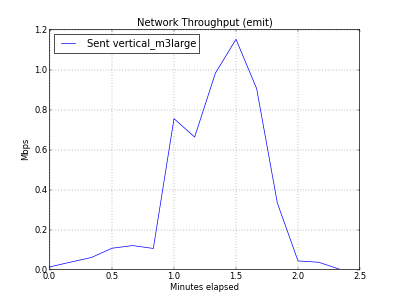 Network Throughput (emit)
Sent vertical_m3large
1.2
1.0
0.8
0.6
0.4
0.2
0.0
Mbps
0.0 0.5 1.0 1.5 2.0 2.5
Minutes elapsed